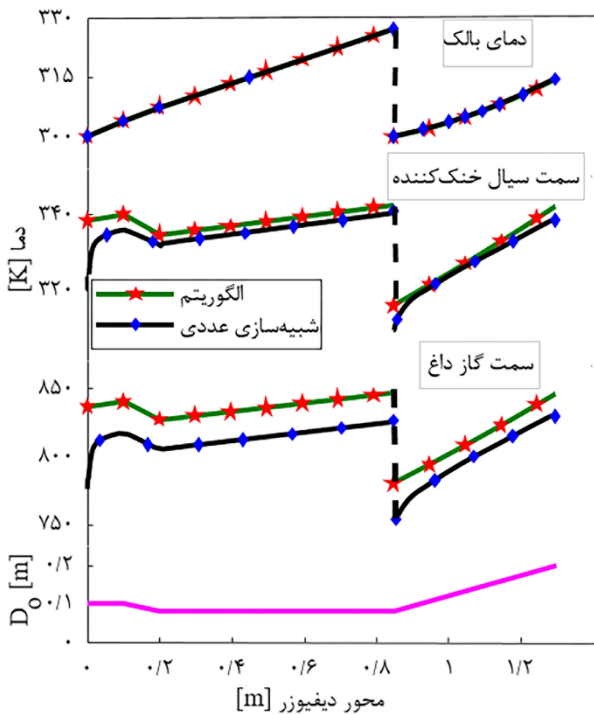 ۳۳۰
دمای بالک
۳۱۵
۳۰۰
سمت سیال خنک‌کننده
۳۴۰
دما [K]
۳۲۰
الگوریتم
شبیه‌سازی عددی
سمت گاز داغ
۸۵۰
۸۰۰
۷۵۰
D_o [m]
۰/۲
۰/۱
۰
۰ ۰/۲ ۰/۴ ۰/۶ ۰/۸ ۱ ۱/۲
محور دیفیوزر [m]